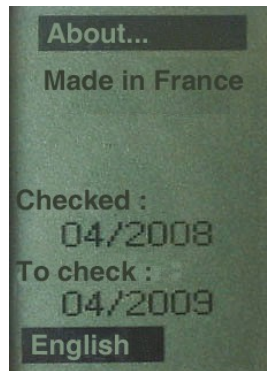 About...
Made in France
Checked :
04/2008
To check :
04/2009
English